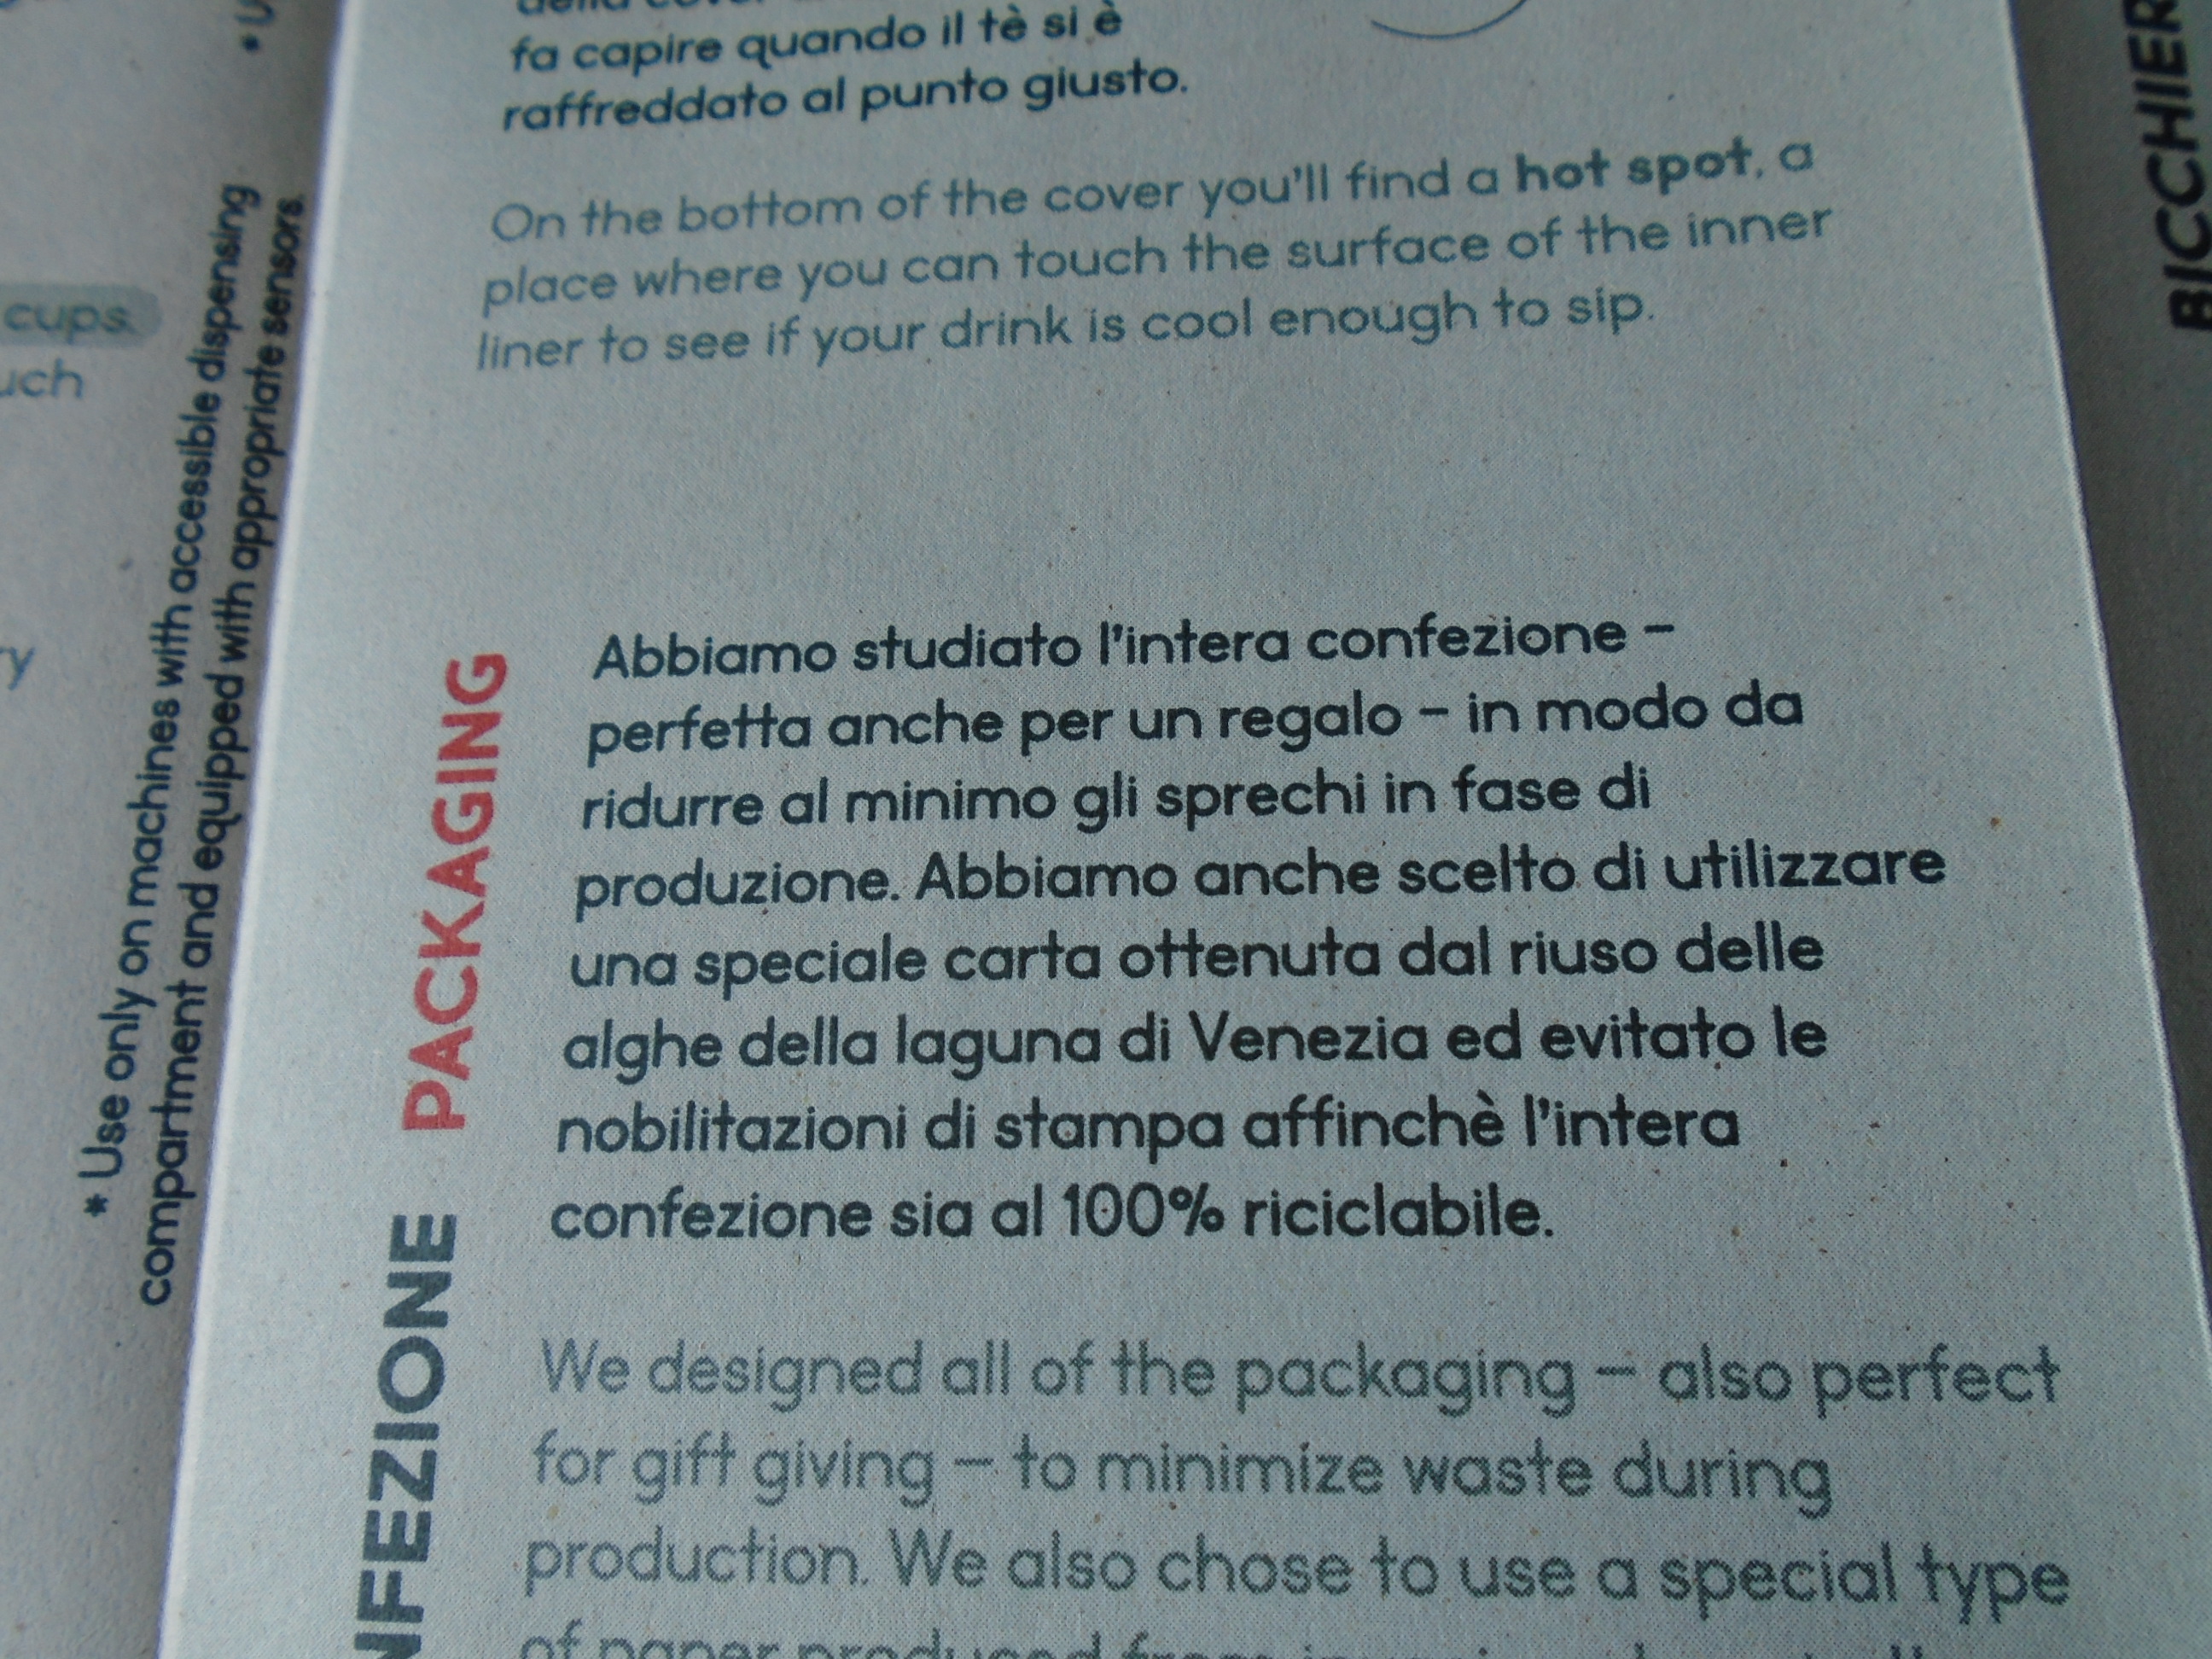 cups.
uch
* Use only on machines with accessible dispensing
compartment and equipped with appropriate sensors.
fa capire quando il tè si è
raffreddato al punto giusto.
On the bottom of the cover you'll find a hot spot, a
place where you can touch the surface of the inner
liner to see if your drink is cool enough to sip.
PACKAGING
NFEZIONE
Abbiamo studiato l'intera confezione –
perfetta anche per un regalo – in modo da
ridurre al minimo gli sprechi in fase di
produzione. Abbiamo anche scelto di utilizzare
una speciale carta ottenuta dal riuso delle
alghe della laguna di Venezia ed evitato le
nobilitazioni di stampa affinchè l'intera
confezione sia al 100% riciclabile.
We designed all of the packaging – also perfect
for gift giving – to minimize waste during
production. We also chose to use a special type
of paper produced from
BICCHIER